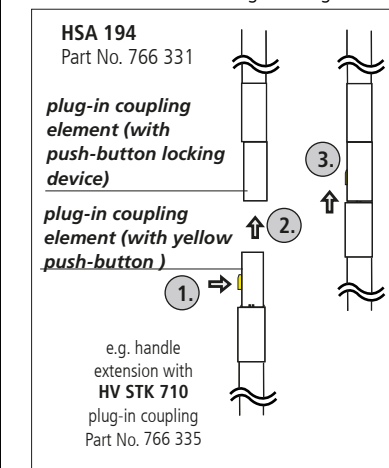 HSA 194
Part No. 766 331
plug-in coupling
element (with
push-button locking
device)
3.
plug-in coupling
element (with yellow
push-button )
2.
1.
e.g. handle
extension with
HV STK 710
plug-in coupling
Part No. 766 335